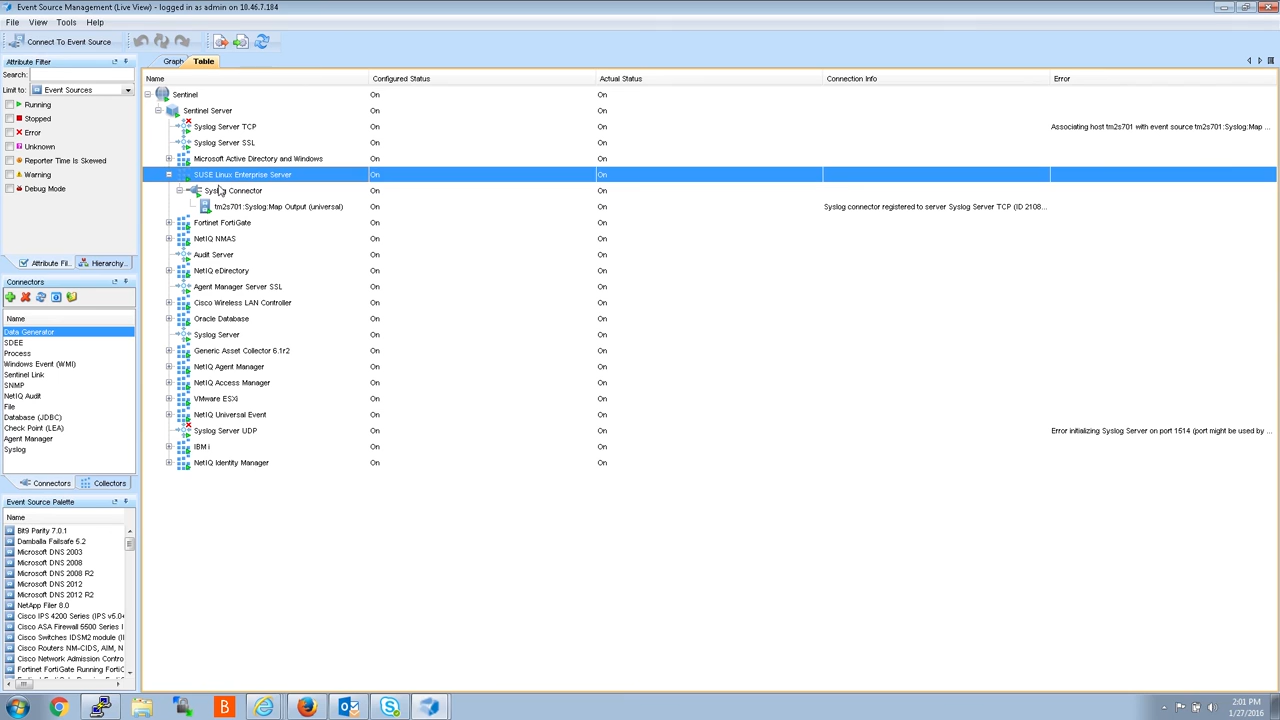 Event Source Management (Live View) - logged in as admin on 10.46.7.184
File View Tools Help
Connect To Event Source
Attribute Filter
Search:
Limit to: Event Sources
Running
Stopped
Error
Unknown
Reporter Time Is Skewed
Warning
Debug Mode
Attribute Fil... Hierarchy...
Connectors
Name
Data Generator
SDEE
Process
Windows Event (WMI)
Sentinel Link
SNMP
NetIQ Audit
File
Database (JDBC)
Check Point (LEA)
Agent Manager
Syslog
Connectors Collectors
Event Source Palette
Name
Bit9 Parity 7.0.1
Damballa Failsafe 5.2
Microsoft DNS 2003
Microsoft DNS 2008
Microsoft DNS 2008 R2
Microsoft DNS 2012
Microsoft DNS 2012 R2
NetApp Filer 8.0
Cisco IPS 4200 Series (IPS v5.0
Cisco ASA Firewall 5500 Series
Cisco Switches IDSM2 module (
Cisco Routers NM-CIDS, AIM, N
Cisco Network Admission Contro
Fortinet FortiGate Running FortiC
Graph Table
Name Configured Status Actual Status Connection Info Error
Sentinel On On
Sentinel Server On On
Syslog Server TCP On On Associating host tm2s701 with event source tm2s701:Syslog:Map ...
Syslog Server SSL On On
Microsoft Active Directory and Windows On On
SUSE Linux Enterprise Server On On
Connector On On
tm2s701:Syslog:Map Output (universal) On On Syslog connector registered to server Syslog Server TCP (ID 2108...
Fortinet FortiGate On On
NetIQ NMAS On On
Audit Server On On
NetIQ eDirectory On On
Agent Manager Server SSL On On
Cisco Wireless LAN Controller On On
Oracle Database On On
Syslog Server On On
Generic Asset Collector 6.1r2 On On
NetIQ Agent Manager On On
NetIQ Access Manager On On
VMware ESXi On On
NetIQ Universal Event On On
Syslog Server UDP On On Error initializing Syslog Server on port 1514 (port might be used by ...
IBM i On On
NetIQ Identity Manager On On
2:01 PM
1/27/2016